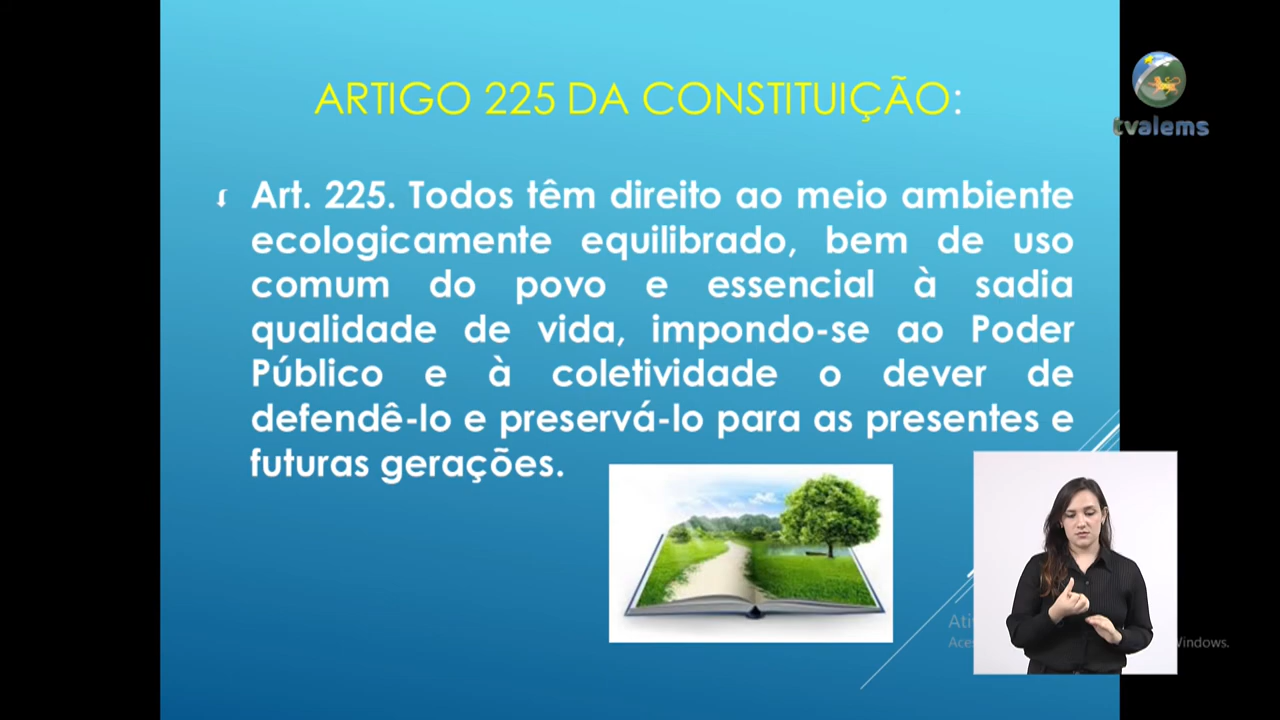 ARTIGO 225 DA CONSTITUIÇÃO:
tvalems
Art. 225. Todos têm direito ao meio ambiente
ecologicamente equilibrado, bem de uso
comum do povo e essencial à sadia
qualidade de vida, impondo-se ao Poder
Público e à coletividade o dever de
defendê-lo e preservá-lo para as presentes e
futuras gerações.
Windows.